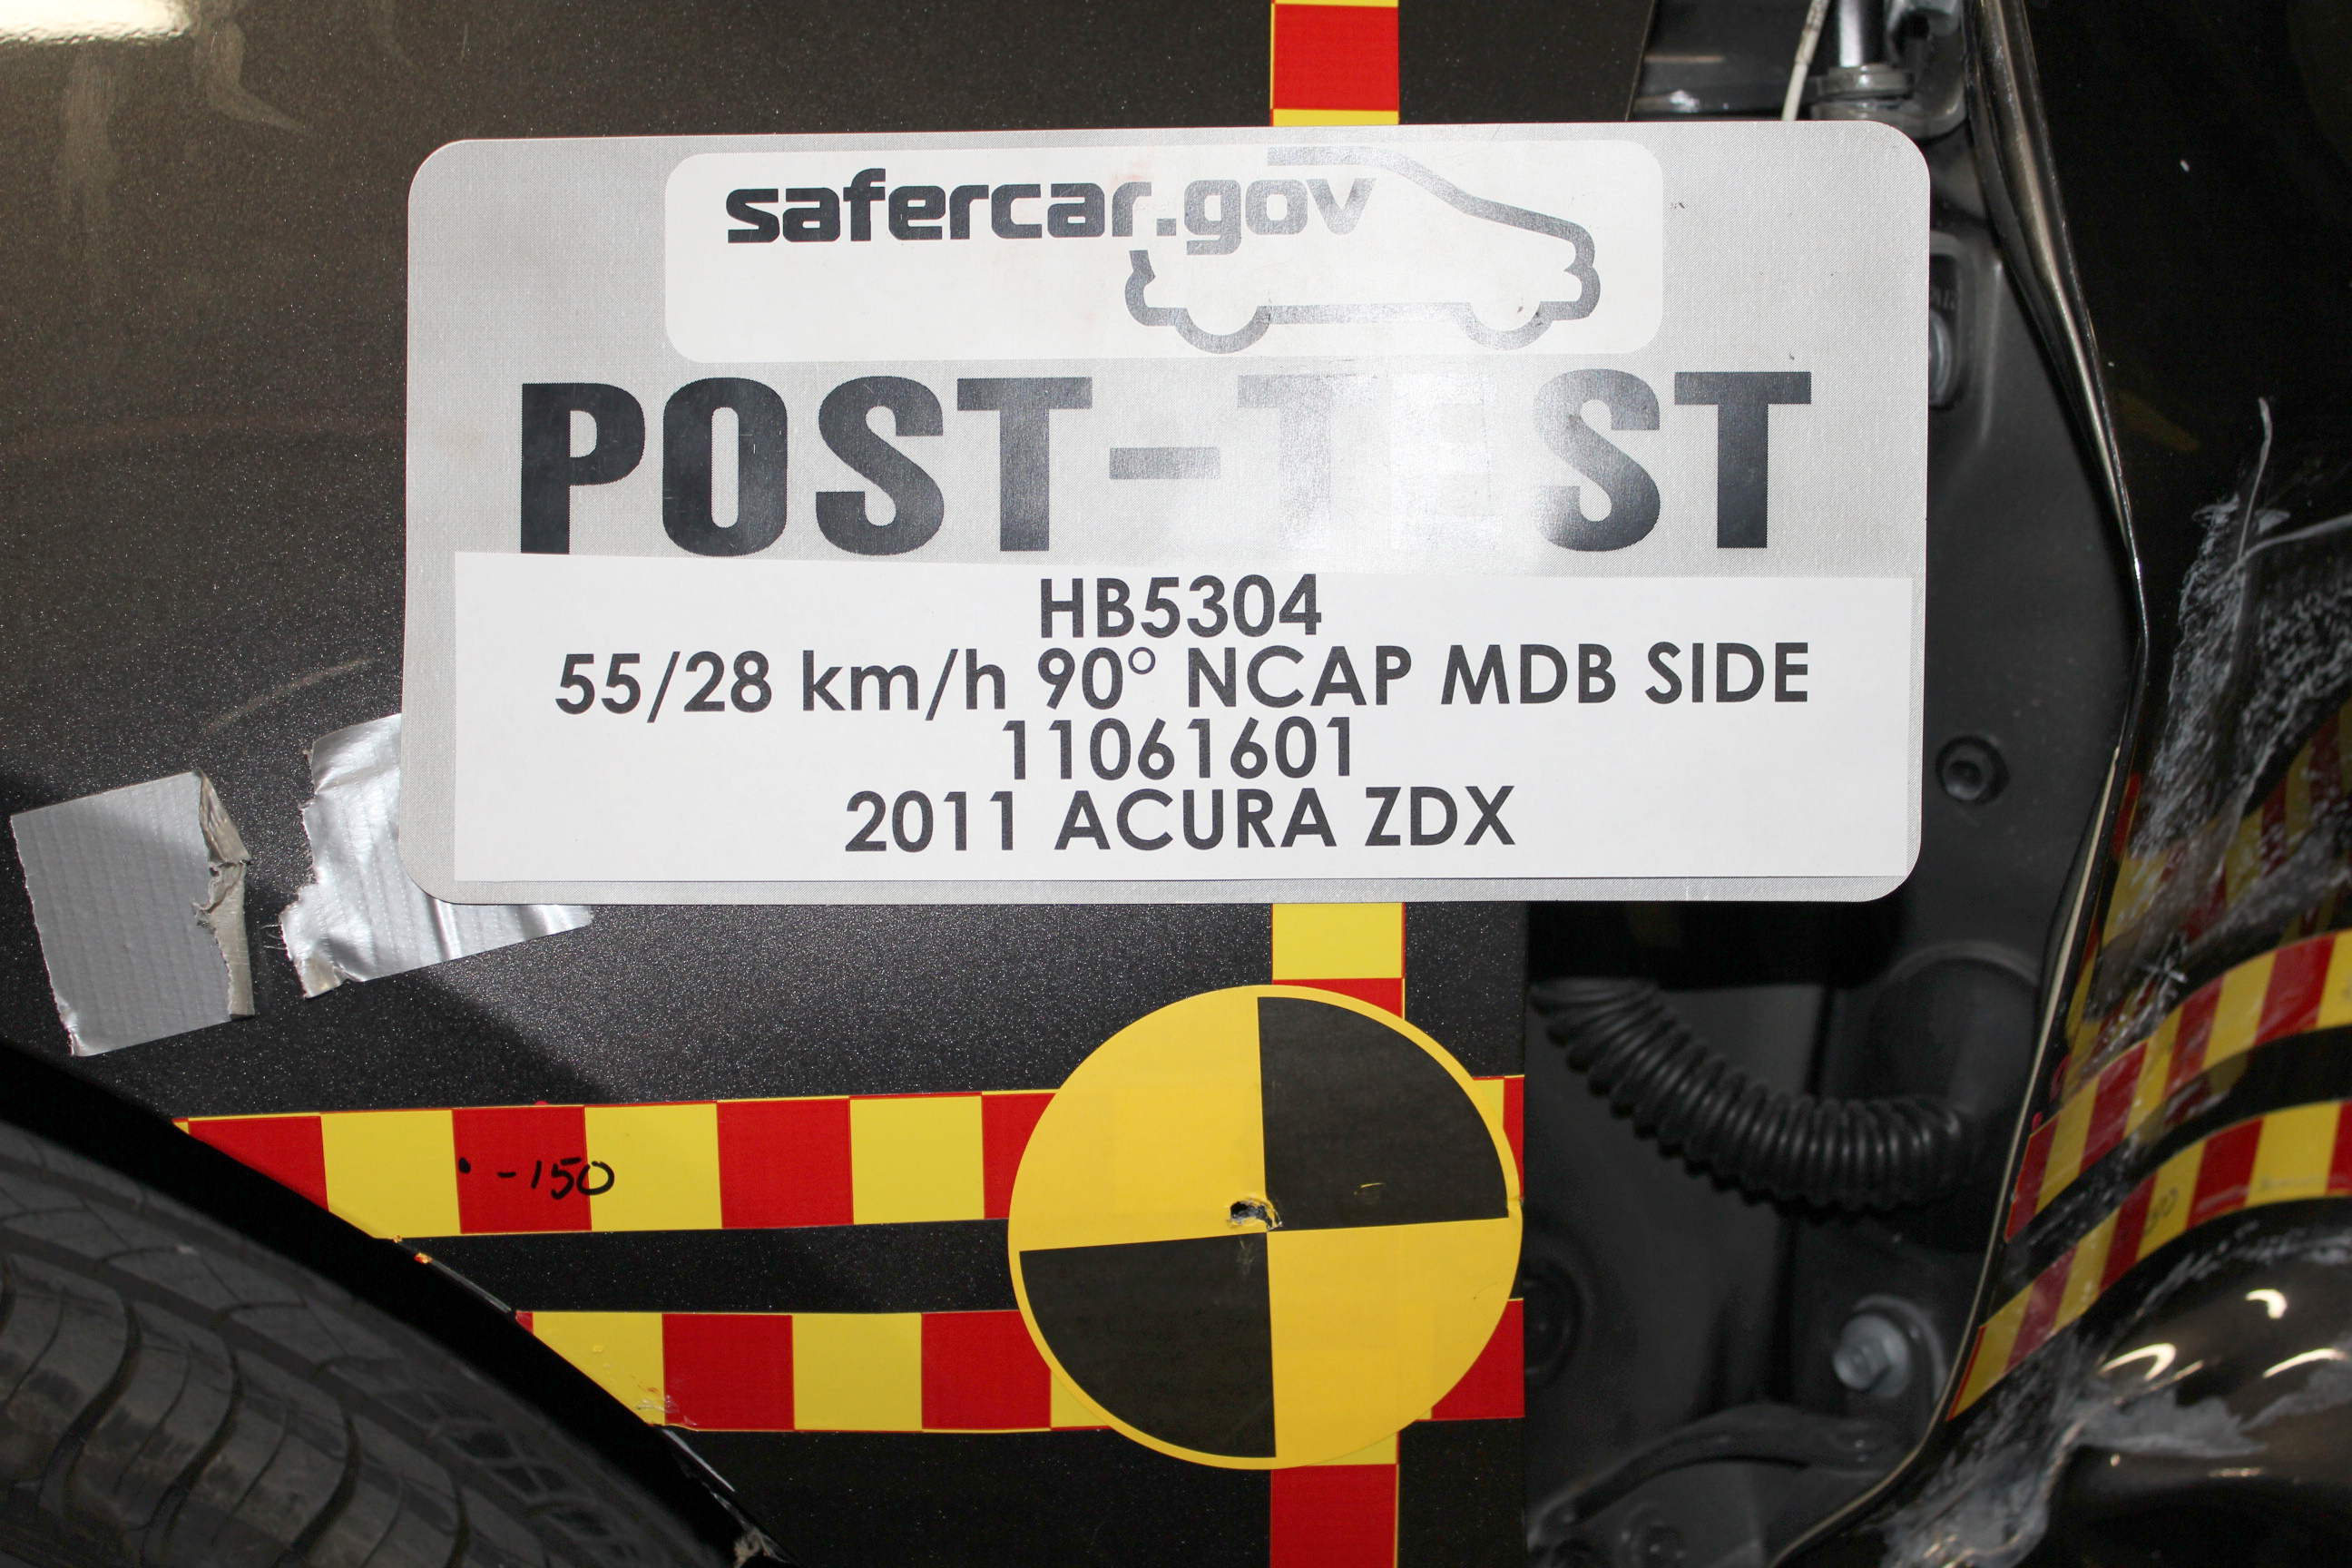 safercar.gov
POST-TEST
HB5304
55/28 km/h 90° NCAP MDB SIDE
11061601
2011 ACURA ZDX
-150